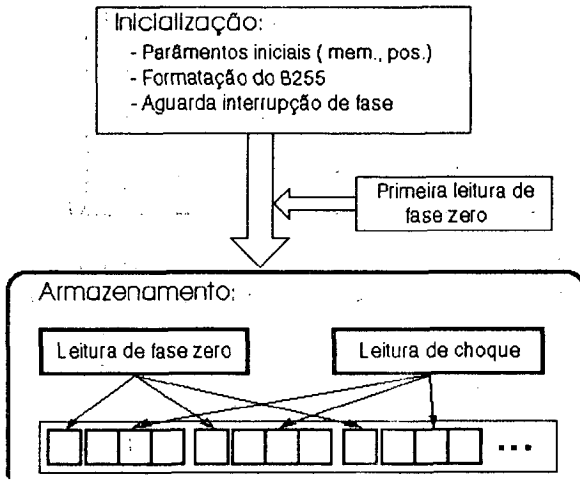 Inicialização:
- Parâmentos iniciais ( mem., pos.)
- Formatação do 8255
- Aguarda interrupção de fase
Primeira leitura de
fase zero
Armazenamento:
Leitura de fase zero
Leitura de choque